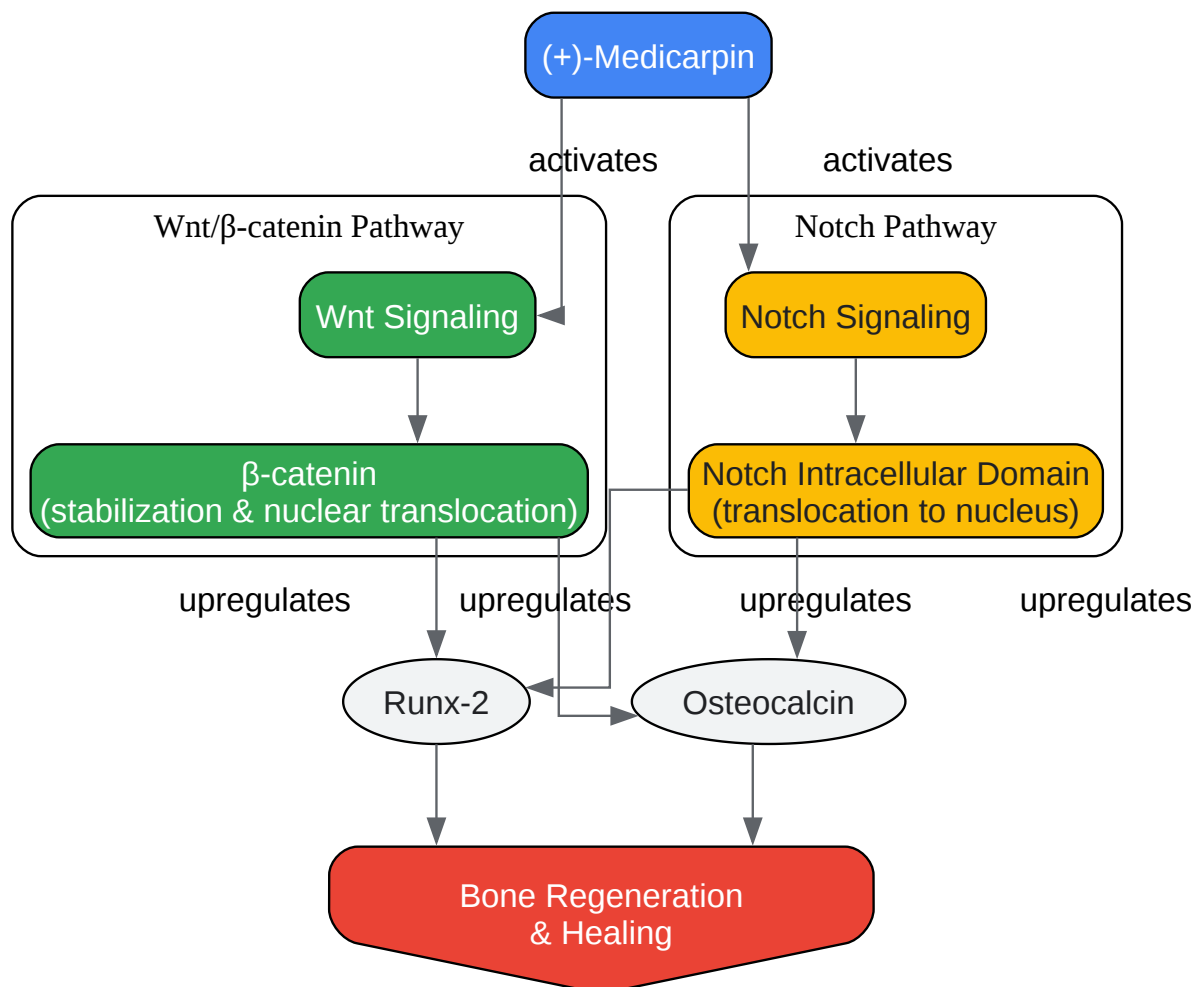 (+)-Medicarpin
activates
activates
Wnt/β-catenin Pathway
Notch Pathway
Wnt Signaling
Notch Signaling
β-catenin
(stabilization & nuclear translocation)
Notch Intracellular Domain
(translocation to nucleus)
upregulates
upregulates
upregulates
upregulates
Runx-2
Osteocalcin
Bone Regeneration
& Healing